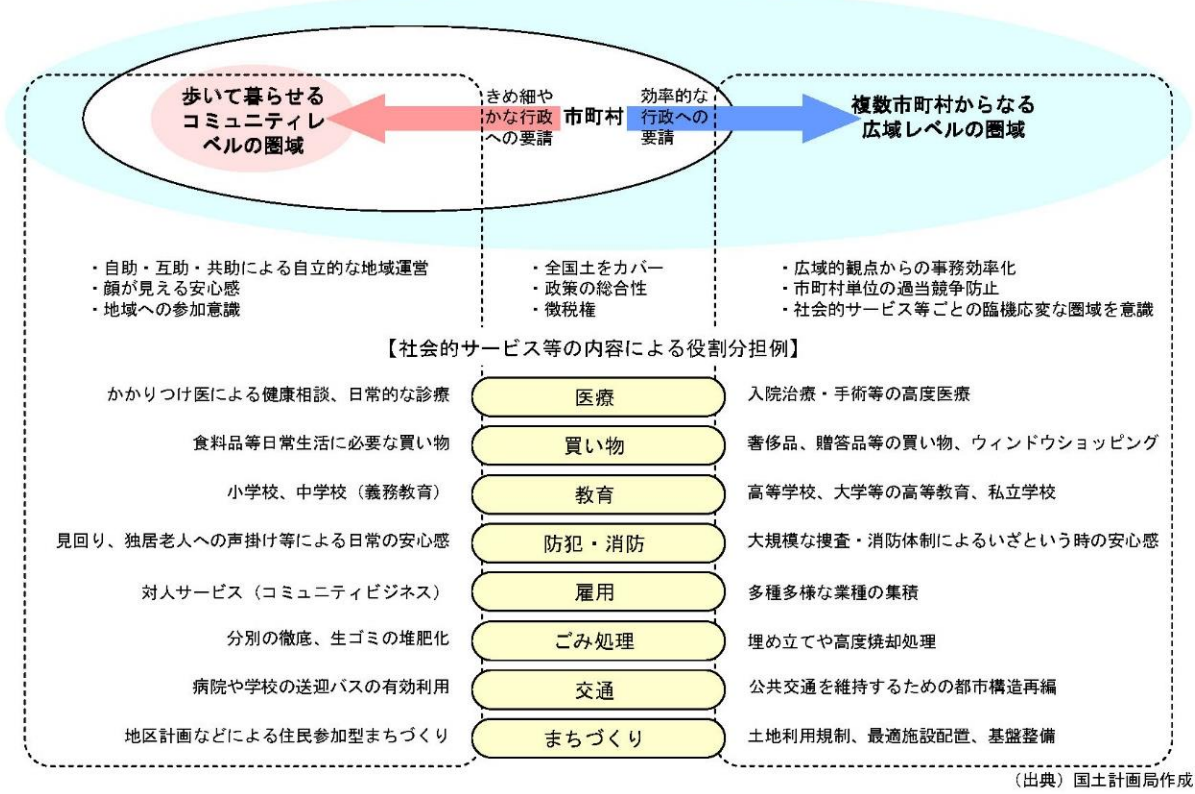 歩いて暮らせる
コミュニティレ
ベルの圏域
きめ細や
かな行政
への要請
市町村
効率的な
行政への
要請
複数市町村からなる
広域レベルの圏域
・自助・互助・共助による自立的な地域運営
・顔が見える安心感
・地域への参加意識
・全国土をカバー
・政策の総合性
・徴税権
・広域的観点からの事務効率化
・市町村単位の過当競争防止
・社会的サービス等ごとの臨機応変な圏域を意識
【社会的サービス等の内容による役割分担例】
かかりつけ医による健康相談、日常的な診療
医療
入院治療・手術等の高度医療
食料品等日常生活に必要な買い物
買い物
奢侈品、贈答品等の買い物、ウィンドウショッピング
小学校、中学校（義務教育）
教育
高等学校、大学等の高等教育、私立学校
見回り、独居老人への声掛け等による日常の安心感
防犯・消防
大規模な捜査・消防体制によるいざという時の安心感
対人サービス（コミュニティビジネス）
雇用
多種多様な業種の集積
分別の徹底、生ゴミの堆肥化
ごみ処理
埋め立てや高度焼却処理
病院や学校の送迎バスの有効利用
交通
公共交通を維持するための都市構造再編
地区計画などによる住民参加型まちづくり
まちづくり
土地利用規制、最適施設配置、基盤整備
（出典）国土計画局作成